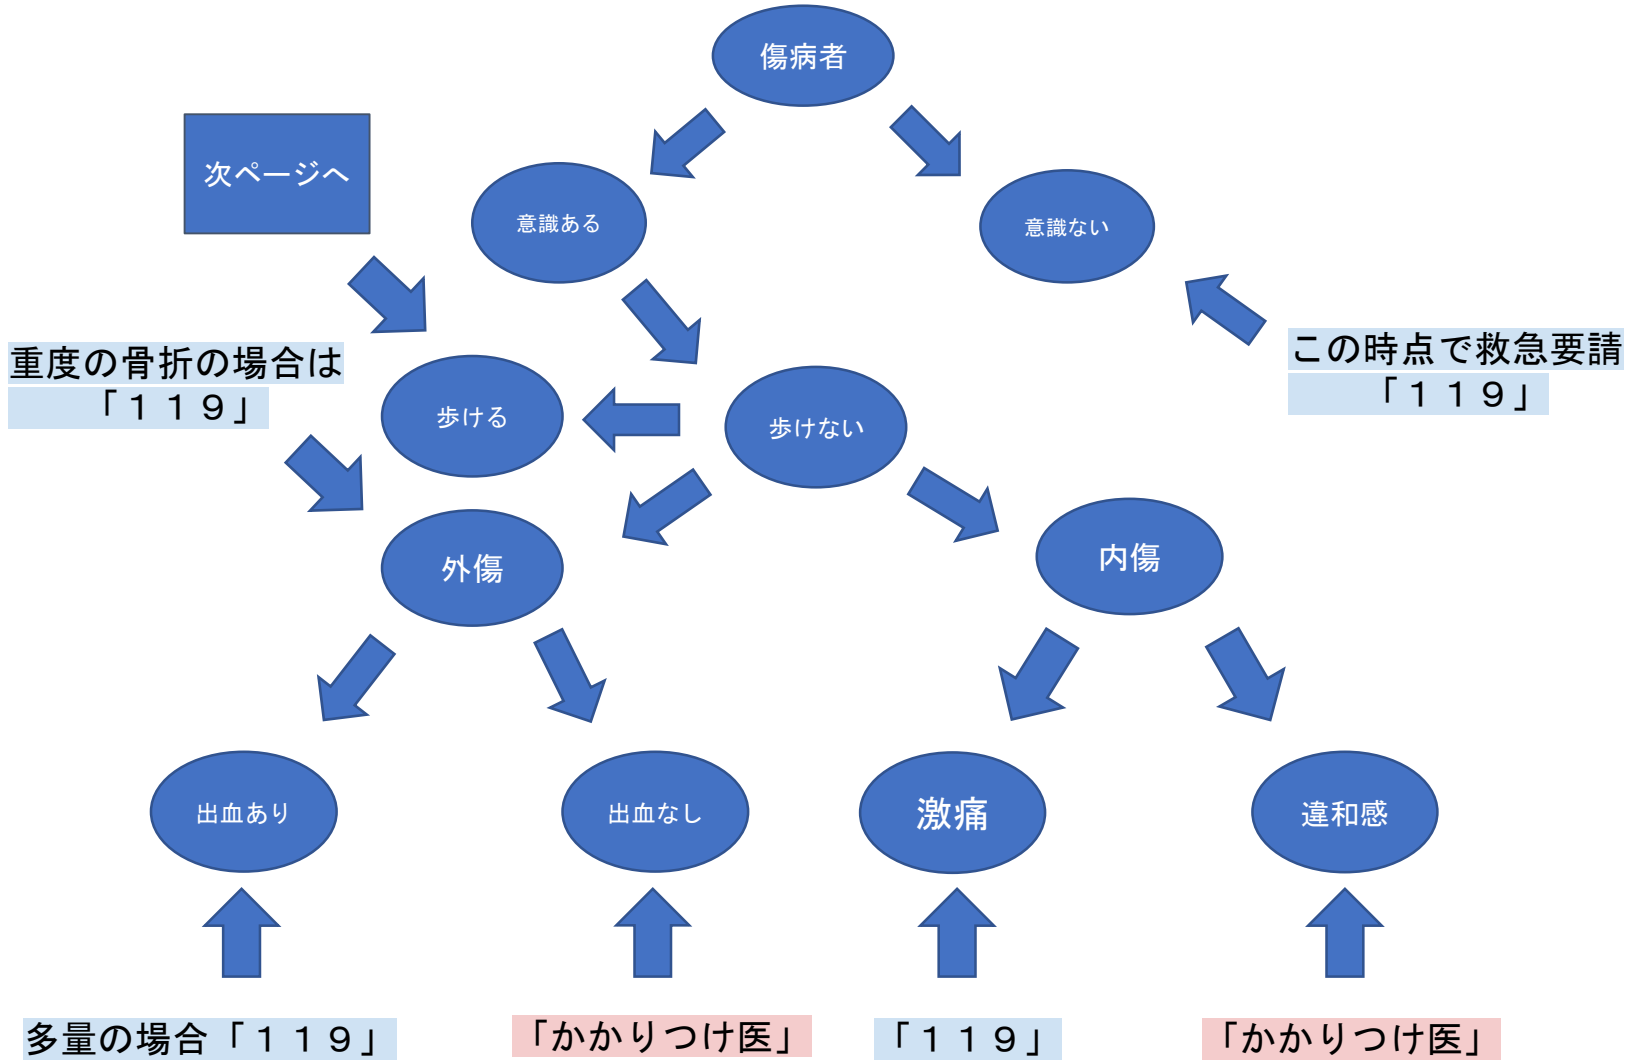 傷病者
次ページへ
意識ある
意識ない
重度の骨折の場合は
「１１９」
この時点で救急要請
「１１９」
歩ける
歩けない
外傷
内傷
出血あり
出血なし
激痛
違和感
多量の場合「１１９」
「かかりつけ医」
「１１９」
「かかりつけ医」